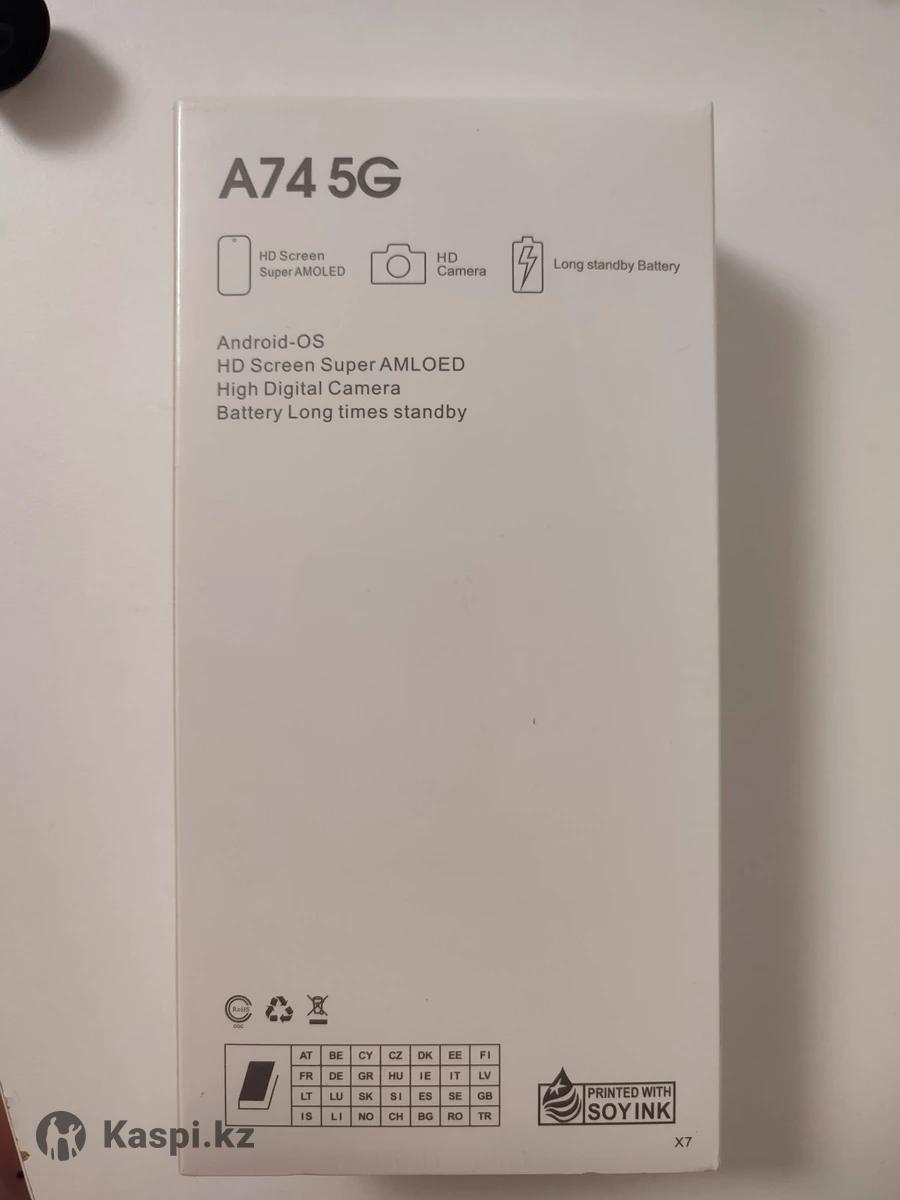 A74 5G
HD Screen
Super AMOLED
HD
Camera
Long standby Battery
Android-OS
HD Screen Super AMLOED
High Digital Camera
Battery Long times standby
RoHS
AT BE CY CZ DK EE FI
FR DE GR HU IE IT LV
LT LU SK SI ES SE GB
IS LI NO CH BG RO TR
PRINTED WITH
SOY INK
X7
Kaspi.kz